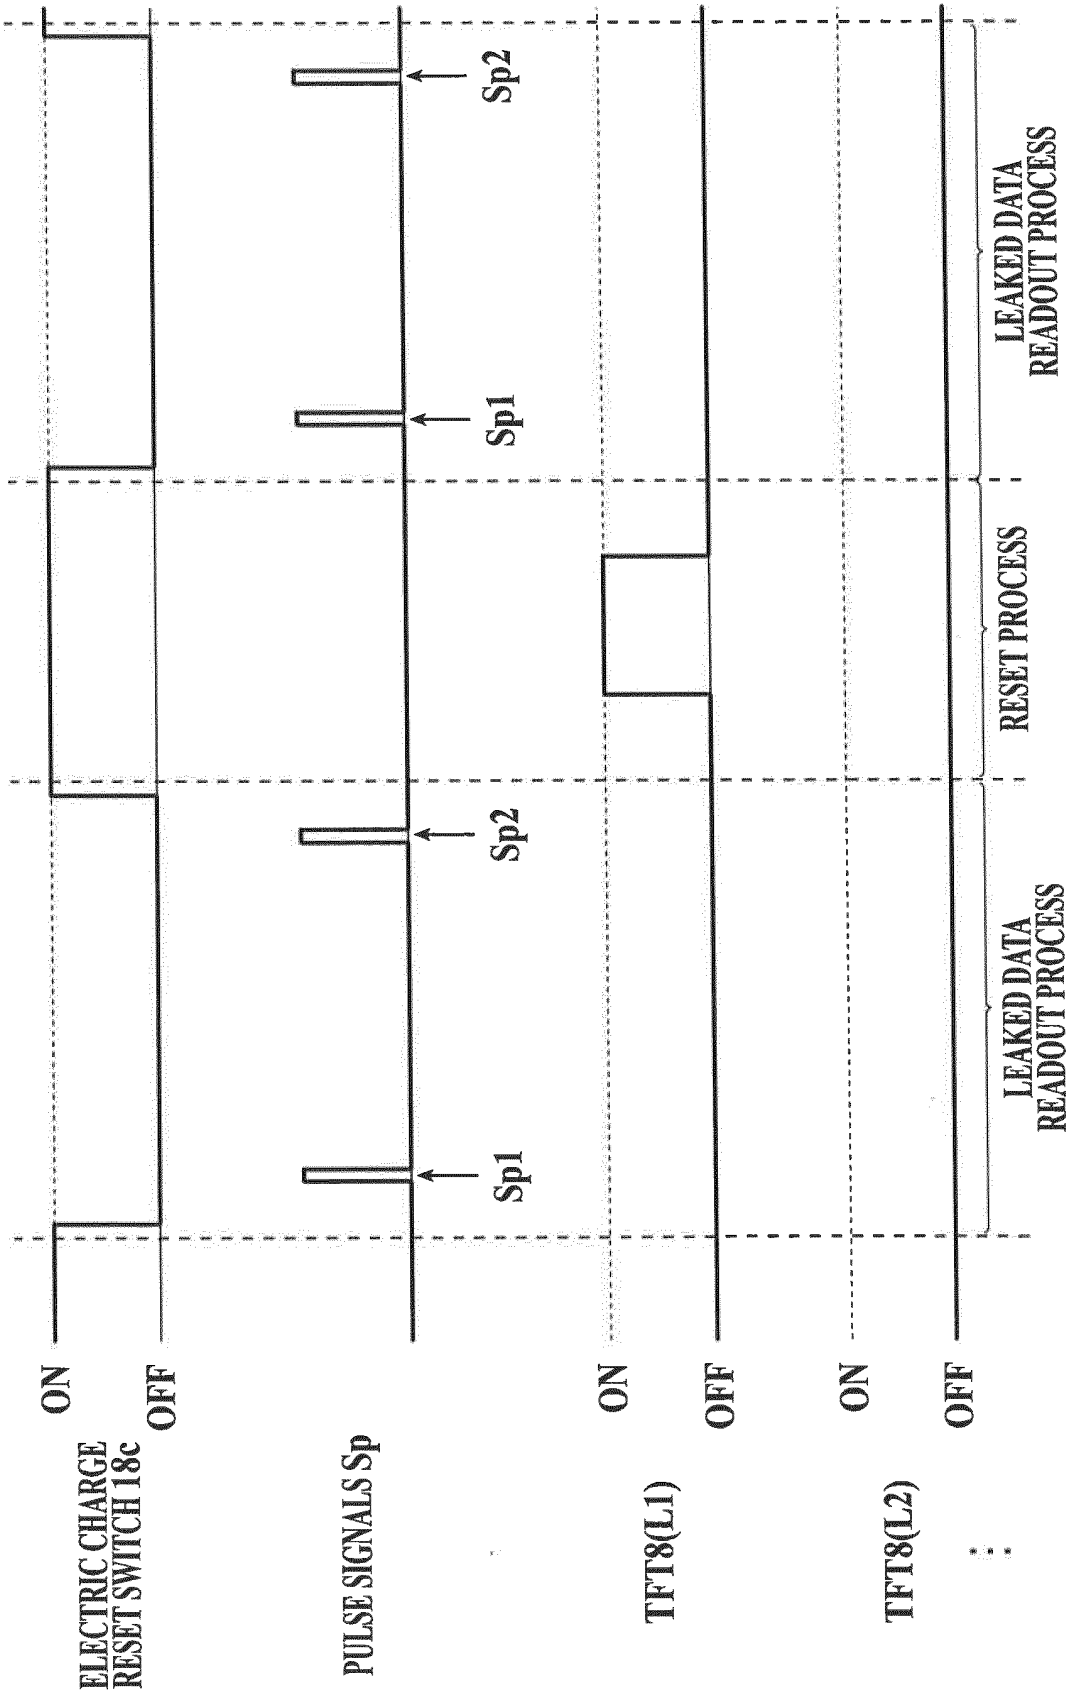 ELECTRIC CHARGE
RESET SWITCH 18c
ON
OFF
PULSE SIGNALS Sp
Sp1
Sp2
Sp1
Sp2
TFT8(L1)
ON
OFF
TFT8(L2)
ON
OFF
LEAKED DATA
READOUT PROCESS
RESET PROCESS
LEAKED DATA
READOUT PROCESS